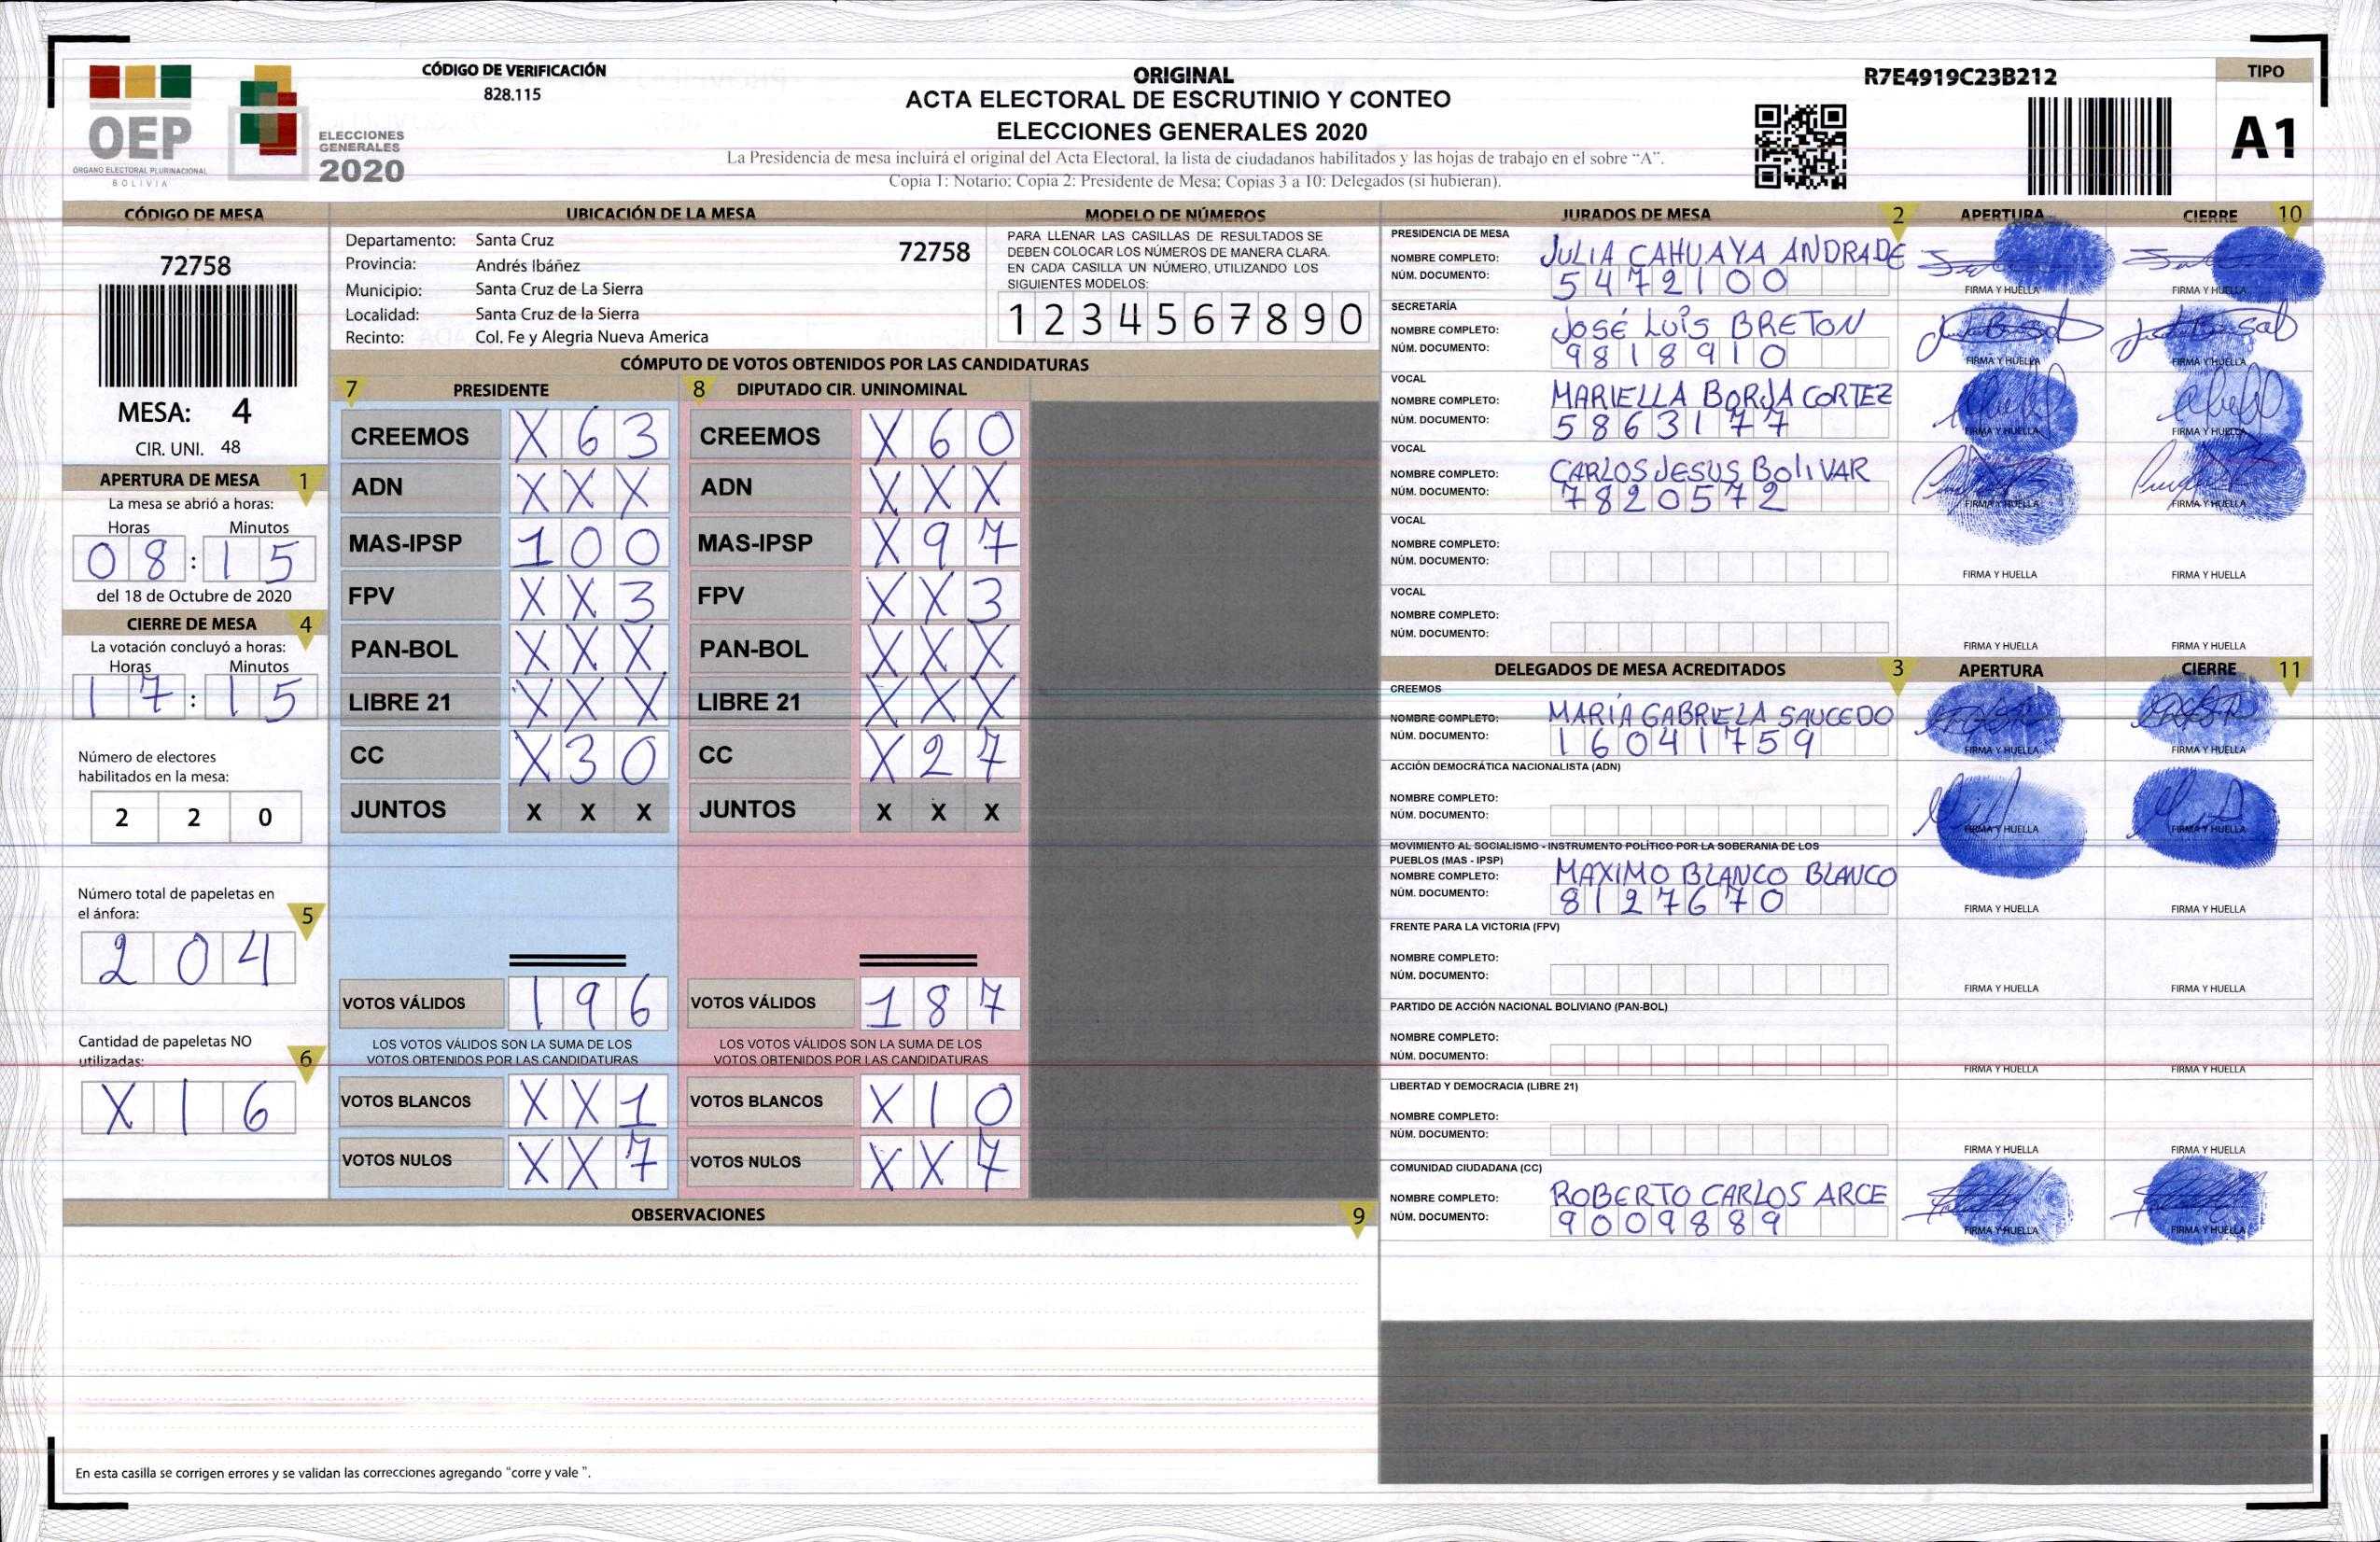 CÓDIGO DE VERIFICACIÓN
828.115
OEP
ÓRGANO ELECTORAL PLURINACIONAL
BOLIVIA
ELECCIONES
GENERALES
2020
ORIGINAL
ACTA ELECTORAL DE ESCRUTINIO Y CONTEO
ELECCIONES GENERALES 2020
La Presidencia de mesa incluirá el original del Acta Electoral, la lista de ciudadanos habilitados y las hojas de trabajo en el sobre “A”.
Copia 1: Notario: Copia 2: Presidente de Mesa: Copias 3 a 10: Delegados (si hubieran).
R7E4919C23B212
TIPO
A1
CÓDIGO DE MESA
72758
MESA: 4
CIR. UNI. 48
APERTURA DE MESA 1
La mesa se abrió a horas:
Horas Minutos
08:15
del 18 de Octubre de 2020
CIERRE DE MESA 4
La votación concluyó a horas:
Horas Minutos
17:15
Número de electores
habilitados en la mesa:
2 2 0
Número total de papeletas en
el ánfora: 5
2 0 4
Cantidad de papeletas NO
utilizadas: 6
X 1 6
UBICACIÓN DE LA MESA
Departamento: Santa Cruz 72758
Provincia: Andrés Ibáñez
Municipio: Santa Cruz de La Sierra
Localidad: Santa Cruz de la Sierra
Recinto: Col. Fe y Alegria Nueva America
MODELO DE NÚMEROS
PARA LLENAR LAS CASILLAS DE RESULTADOS SE
DEBEN COLOCAR LOS NÚMEROS DE MANERA CLARA.
EN CADA CASILLA UN NÚMERO, UTILIZANDO LOS
SIGUIENTES MODELOS:
1 2 3 4 5 6 7 8 9 0
CÓMPUTO DE VOTOS OBTENIDOS POR LAS CANDIDATURAS
7 PRESIDENTE 8 DIPUTADO CIR. UNINOMINAL
CREEMOS X 6 3 CREEMOS X 6 0
ADN X X X ADN X X X
MAS-IPSP 1 0 0 MAS-IPSP X 9 7
FPV X X 3 FPV X X 3
PAN-BOL X X X PAN-BOL X X X
LIBRE 21 X X X LIBRE 21 X X X
CC X 3 0 CC X 2 7
JUNTOS X X X JUNTOS X X X
VOTOS VÁLIDOS 1 9 6 VOTOS VÁLIDOS 1 8 7
LOS VOTOS VÁLIDOS SON LA SUMA DE LOS LOS VOTOS VÁLIDOS SON LA SUMA DE LOS
VOTOS OBTENIDOS POR LAS CANDIDATURAS VOTOS OBTENIDOS POR LAS CANDIDATURAS
VOTOS BLANCOS X X 1 VOTOS BLANCOS X 1 0
VOTOS NULOS X X 7 VOTOS NULOS X X 7
OBSERVACIONES 9
En esta casilla se corrigen errores y se validan las correcciones agregando "corre y vale ".
JURADOS DE MESA 2 APERTURA CIERRE 10
PRESIDENCIA DE MESA
NOMBRE COMPLETO: JULIA CAHUAYA ANDRADE
NÚM. DOCUMENTO: 5472100
FIRMA Y HUELLA FIRMA Y HUELLA
SECRETARÍA
NOMBRE COMPLETO: JOSÉ LUIS BRETON
NÚM. DOCUMENTO: 9818910
FIRMA Y HUELLA FIRMA Y HUELLA
VOCAL
NOMBRE COMPLETO: MARIELLA BORJA CORTEZ
NÚM. DOCUMENTO: 5863177
FIRMA Y HUELLA FIRMA Y HUELLA
VOCAL
NOMBRE COMPLETO: CARLOS JESUS BOLIVAR
NÚM. DOCUMENTO: 7820572
FIRMA Y HUELLA FIRMA Y HUELLA
VOCAL
NOMBRE COMPLETO:
NÚM. DOCUMENTO:
FIRMA Y HUELLA FIRMA Y HUELLA
VOCAL
NOMBRE COMPLETO:
NÚM. DOCUMENTO:
FIRMA Y HUELLA FIRMA Y HUELLA
DELEGADOS DE MESA ACREDITADOS 3 APERTURA CIERRE 11
CREEMOS
NOMBRE COMPLETO: MARÍA GABRIELA SAUCEDO
NÚM. DOCUMENTO: 16041759
FIRMA Y HUELLA FIRMA Y HUELLA
ACCIÓN DEMOCRÁTICA NACIONALISTA (ADN)
NOMBRE COMPLETO:
NÚM. DOCUMENTO:
FIRMA Y HUELLA FIRMA Y HUELLA
MOVIMIENTO AL SOCIALISMO - INSTRUMENTO POLÍTICO POR LA SOBERANIA DE LOS
PUEBLOS (MAS - IPSP)
NOMBRE COMPLETO: MAXIMO BLANCO BLANCO
NÚM. DOCUMENTO: 8127670
FIRMA Y HUELLA FIRMA Y HUELLA
FRENTE PARA LA VICTORIA (FPV)
NOMBRE COMPLETO:
NÚM. DOCUMENTO:
FIRMA Y HUELLA FIRMA Y HUELLA
PARTIDO DE ACCIÓN NACIONAL BOLIVIANO (PAN-BOL)
NOMBRE COMPLETO:
NÚM. DOCUMENTO:
FIRMA Y HUELLA FIRMA Y HUELLA
LIBERTAD Y DEMOCRACIA (LIBRE 21)
NOMBRE COMPLETO:
NÚM. DOCUMENTO:
FIRMA Y HUELLA FIRMA Y HUELLA
COMUNIDAD CIUDADANA (CC)
NOMBRE COMPLETO: ROBERTO CARLOS ARCE
NÚM. DOCUMENTO: 9009889
FIRMA Y HUELLA FIRMA Y HUELLA